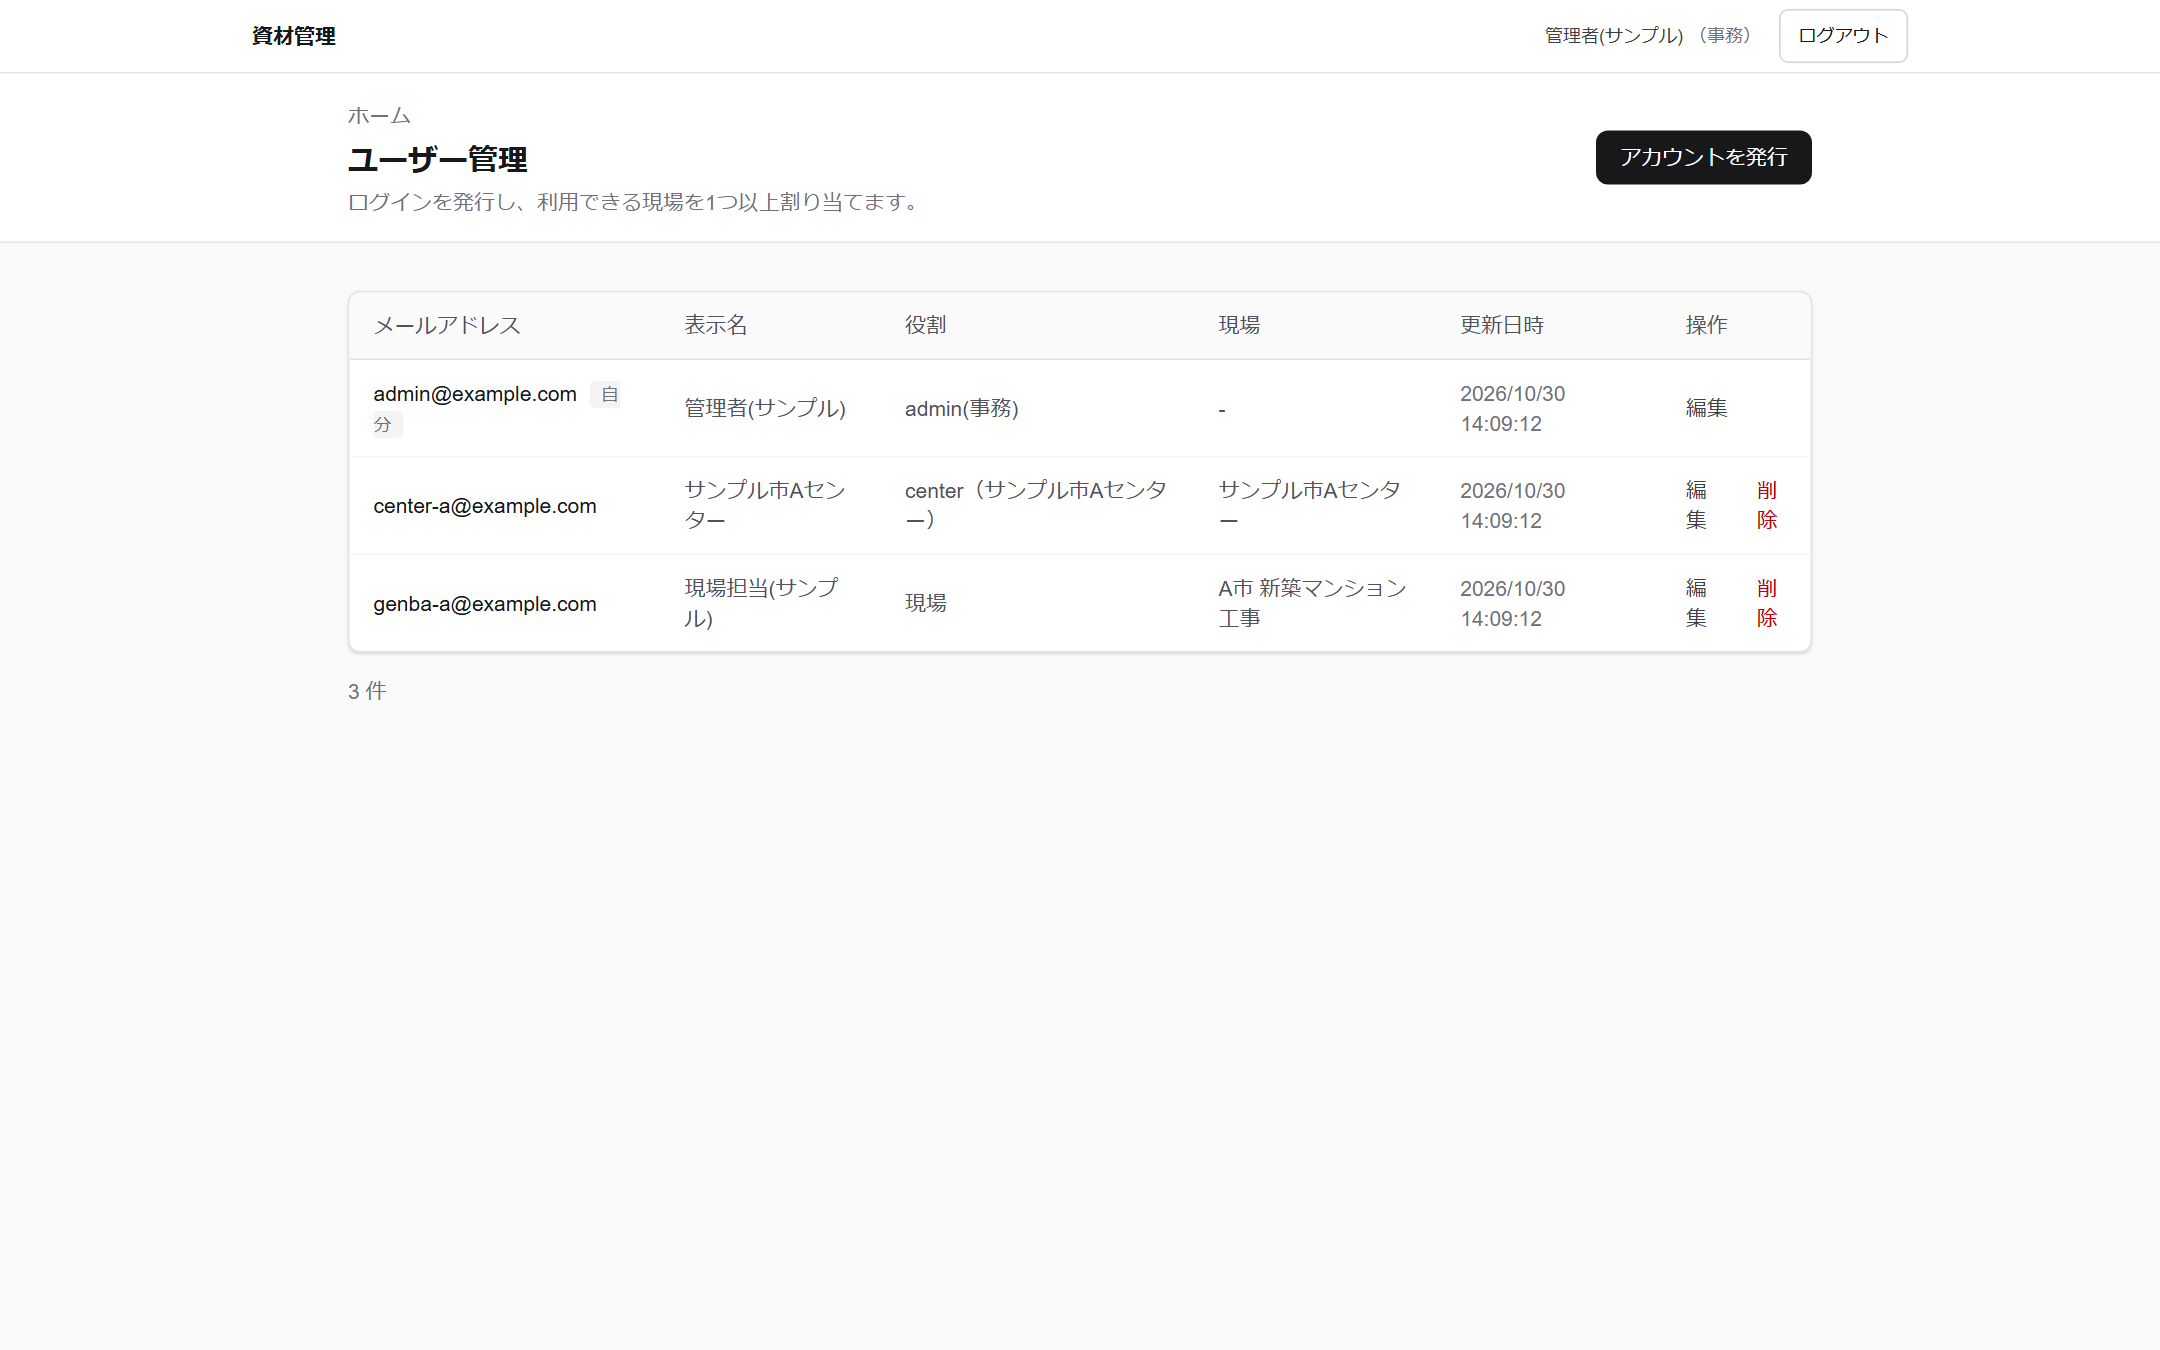 資材管理
管理者(サンプル) （事務）
ログアウト
ホーム
ユーザー管理
ログインを発行し、利用できる現場を1つ以上割り当てます。
アカウントを発行
メールアドレス 表示名 役割 現場 更新日時 操作
admin@example.com 自
分
管理者(サンプル)
admin(事務)
-
2026/10/30
14:09:12
編集
center-a@example.com
サンプル市Aセン
ター
center（サンプル市Aセンタ
ー）
サンプル市Aセンタ
ー
2026/10/30
14:09:12
編
集
削
除
genba-a@example.com
現場担当(サンプ
ル)
現場
A市 新築マンション
工事
2026/10/30
14:09:12
編
集
削
除
3 件